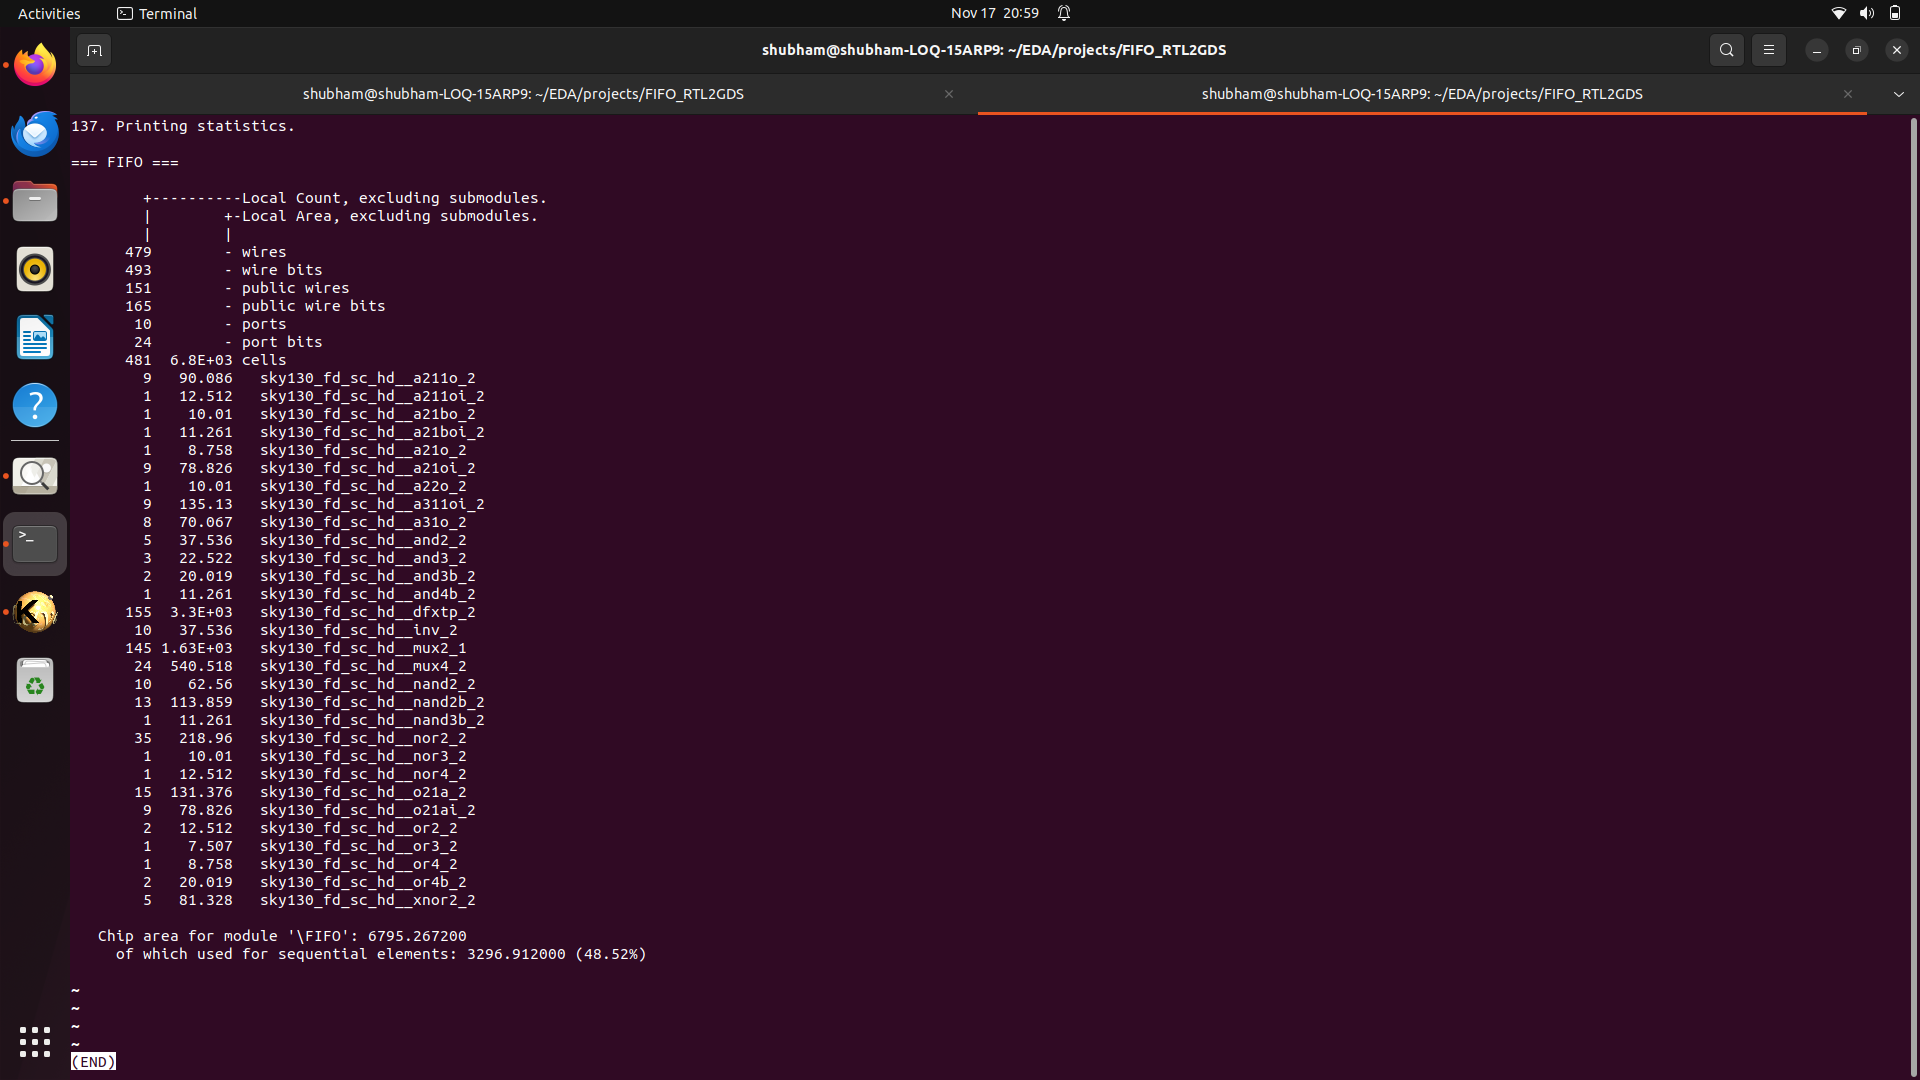 Activities
Terminal
Nov 17  20:59
shubham@shubham-LOQ-15ARP9: ~/EDA/projects/FIFO_RTL2GDS
shubham@shubham-LOQ-15ARP9: ~/EDA/projects/FIFO_RTL2GDS
shubham@shubham-LOQ-15ARP9: ~/EDA/projects/FIFO_RTL2GDS
137. Printing statistics.
=== FIFO ===
        +----------Local Count, excluding submodules.
        |        +-Local Area, excluding submodules.
        |        |
      479        - wires
      493        - wire bits
      151        - public wires
      165        - public wire bits
       10        - ports
       24        - port bits
      481  6.8E+03 cells
        9   90.086   sky130_fd_sc_hd__a211o_2
        1   12.512   sky130_fd_sc_hd__a211oi_2
        1    10.01   sky130_fd_sc_hd__a21bo_2
        1   11.261   sky130_fd_sc_hd__a21boi_2
        1    8.758   sky130_fd_sc_hd__a21o_2
        9   78.826   sky130_fd_sc_hd__a21oi_2
        1    10.01   sky130_fd_sc_hd__a22o_2
        9   135.13   sky130_fd_sc_hd__a311oi_2
        8   70.067   sky130_fd_sc_hd__a31o_2
        5   37.536   sky130_fd_sc_hd__and2_2
        3   22.522   sky130_fd_sc_hd__and3_2
        2   20.019   sky130_fd_sc_hd__and3b_2
        1   11.261   sky130_fd_sc_hd__and4b_2
      155  3.3E+03   sky130_fd_sc_hd__dfxtp_2
       10   37.536   sky130_fd_sc_hd__inv_2
      145 1.63E+03   sky130_fd_sc_hd__mux2_1
       24  540.518   sky130_fd_sc_hd__mux4_2
       10    62.56   sky130_fd_sc_hd__nand2_2
       13  113.859   sky130_fd_sc_hd__nand2b_2
        1   11.261   sky130_fd_sc_hd__nand3b_2
       35   218.96   sky130_fd_sc_hd__nor2_2
        1    10.01   sky130_fd_sc_hd__nor3_2
        1   12.512   sky130_fd_sc_hd__nor4_2
       15  131.376   sky130_fd_sc_hd__o21a_2
        9   78.826   sky130_fd_sc_hd__o21ai_2
        2   12.512   sky130_fd_sc_hd__or2_2
        1    7.507   sky130_fd_sc_hd__or3_2
        1    8.758   sky130_fd_sc_hd__or4_2
        2   20.019   sky130_fd_sc_hd__or4b_2
        5   81.328   sky130_fd_sc_hd__xnor2_2
   Chip area for module '\FIFO': 6795.267200
     of which used for sequential elements: 3296.912000 (48.52%)
~
~
~
~
(END)